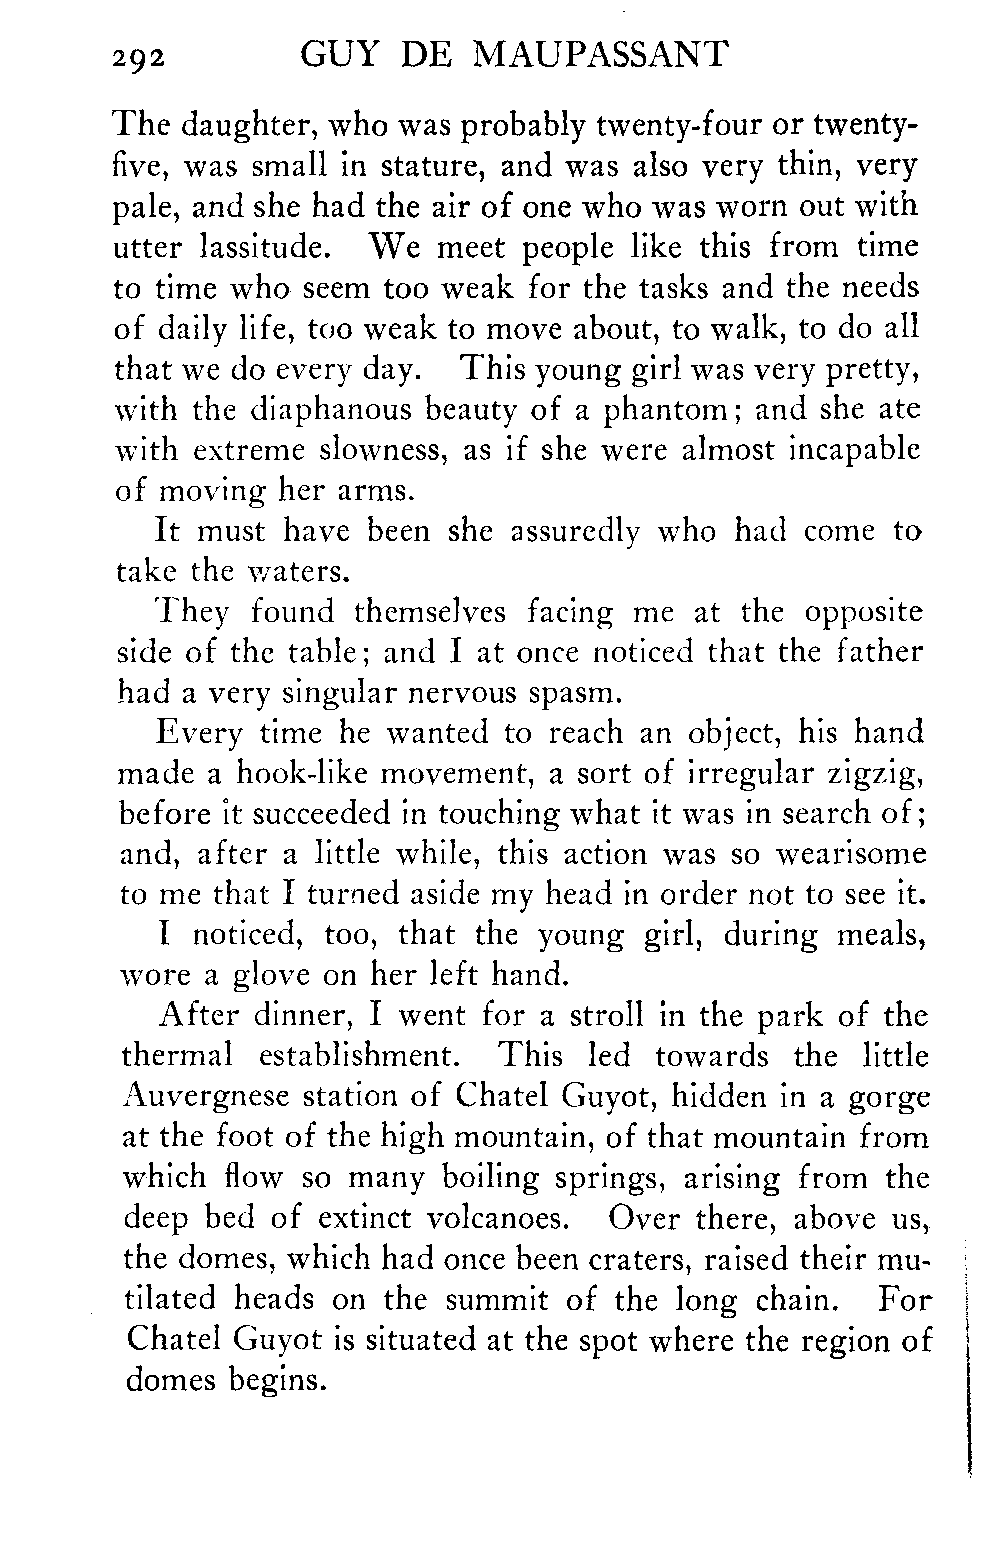 292 GUY DE MAUPASSANT
The daughter, who was probably twenty-four or twenty-
five, was small in stature, and was also very thin, very
pale, and she had the air of one who was worn out with
utter lassitude. We meet people like this from time
to time who seem too weak for the tasks and the needs
of daily life, too weak to move about, to walk, to do all
that we do every day. This young girl was very pretty,
with the diaphanous beauty of a phantom; and she ate
with extreme slowness, as if she were almost incapable
of moving her arms.
It must have been she assuredly who had come to
take the waters.
They found themselves facing me at the opposite
side of the table; and I at once noticed that the father
had a very singular nervous spasm.
Every time he wanted to reach an object, his hand
made a hook-like movement, a sort of irregular zigzig,
before it succeeded in touching what it was in search of;
and, after a little while, this action was so wearisome
to me that I turned aside my head in order not to see it.
I noticed, too, that the young girl, during meals,
wore a glove on her left hand.
After dinner, I went for a stroll in the park of the
thermal establishment. This led towards the little
Auvergnese station of Chatel Guyot, hidden in a gorge
at the foot of the high mountain, of that mountain from
which flow so many boiling springs, arising from the
deep bed of extinct volcanoes. Over there, above us,
the domes, which had once been craters, raised their mu-
tilated heads on the summit of the long chain. For
Chatel Guyot is situated at the spot where the region of
domes begins.